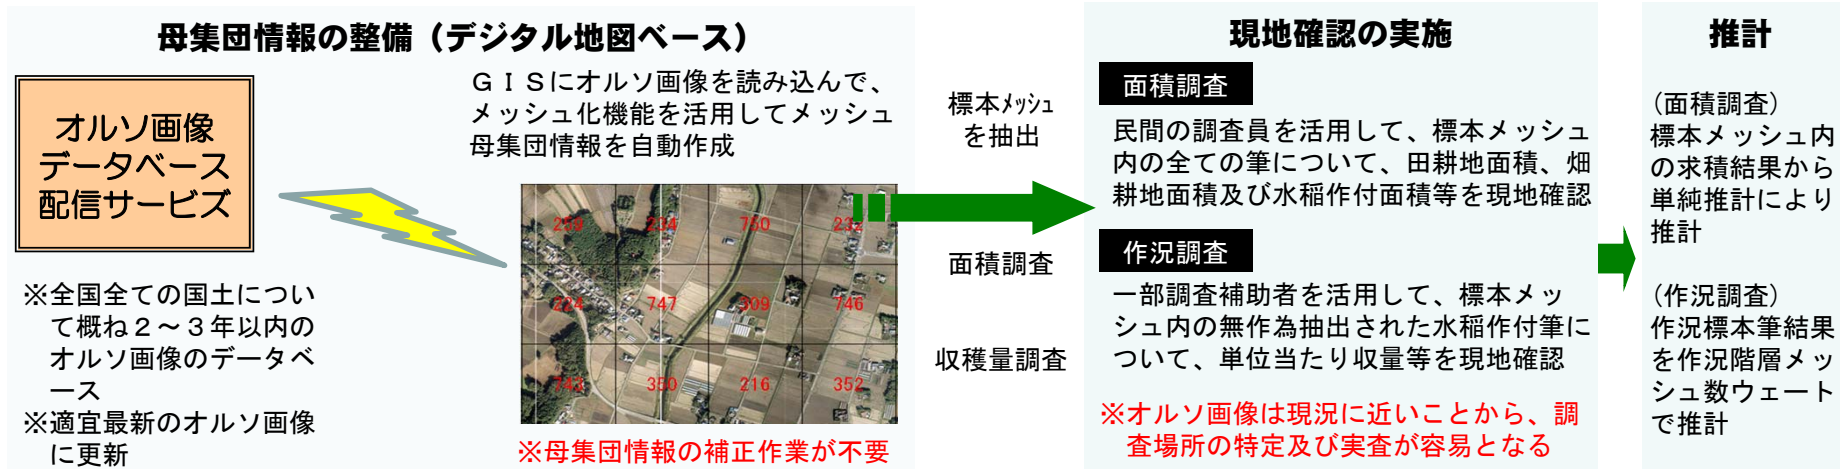 母集団情報の整備（デジタル地図ベース）
オルソ画像
データベース
配信サービズ
※全国全ての国土につい
て概ね２～３年以内の
オルソ画像のデータベ
ース
※適宜最新のオルソ画像
に更新
ＧＩＳにオルソ画像を読み込んで、
メッシュ化機能を活用してメッシュ
母集団情報を自動作成
259 234 750 232
224 747 309 746
743 350 216 352
※母集団情報の補正作業が不要
標本ﾒｯｼｭ
を抽出
面積調査
収穫量調査
現地確認の実施
面積調査
民間の調査員を活用して、標本メッシュ
内の全ての筆について、田耕地面積、畑
耕地面積及び水稲作付面積等を現地確認
作況調査
一部調査補助者を活用して、標本メッ
シュ内の無作為抽出された水稲作付筆に
ついて、単位当たり収量等を現地確認
※オルソ画像は現況に近いことから、調
査場所の特定及び実査が容易となる
推計
（面積調査）
標本メッシュ内
の求積結果から
単純推計により
推計
（作況調査）
作況標本筆結果
を作況階層メッ
シュ数ウェート
で推計